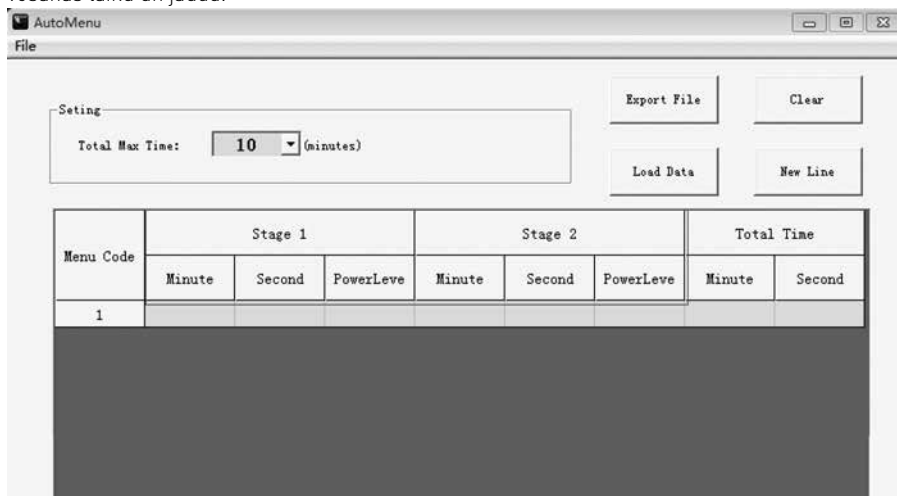 AutoMenu
File
Seting
Total Max Time: 10 (minutes)
Export File
Clear
Load Data
New Line
Menu Code
Stage 1
Stage 2
Total Time
Minute Second PowerLeve Minute Second PowerLeve Minute Second
1